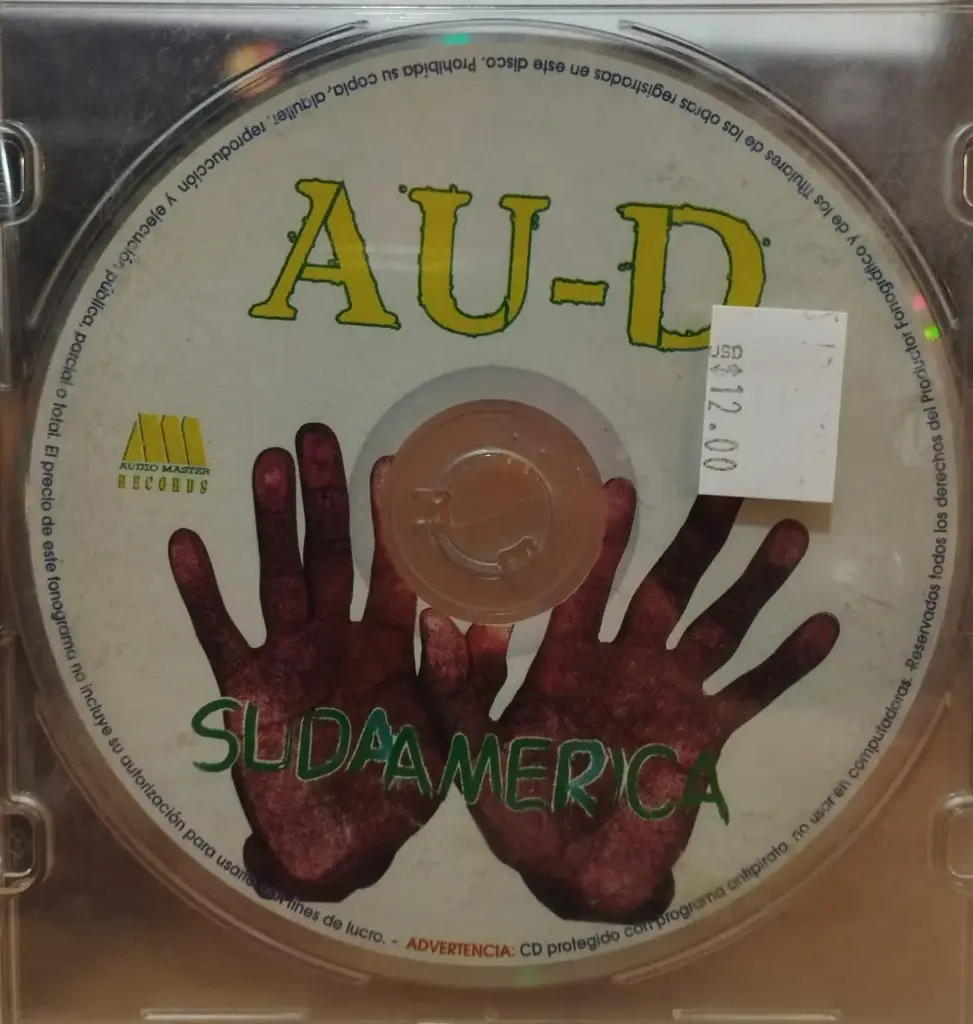 AU-D
USD
$12.00
AUDIO MASTER
RECORDS
SUDAAMERICA
Reservados todos los derechos del Productor Fonográfico y de los Titulares de las obras registradas en este disco. Prohibida su copia, alquiler, reproducción y ejecución pública, parcial o total. El precio de este fonograma no incluye su autorización para usarlo con fines de lucro. - ADVERTENCIA: CD protegido con programa antipirata no usar en computadoras.